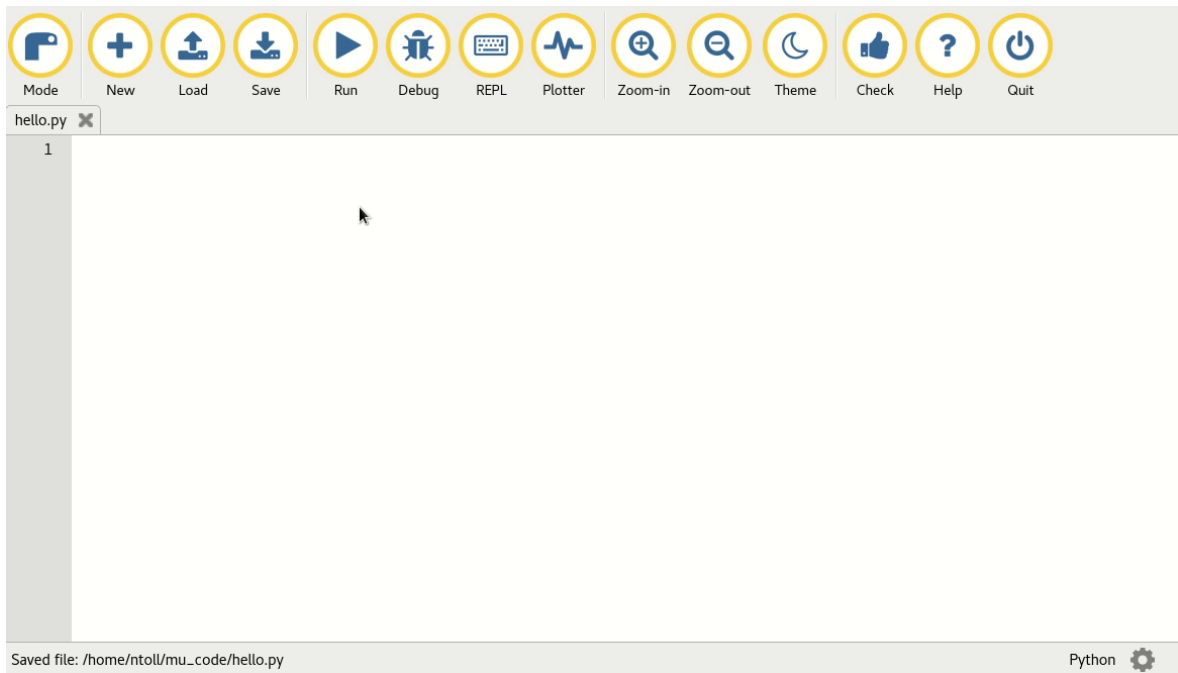 Mode New Load Save Run Debug REPL Plotter Zoom-in Zoom-out Theme Check Help Quit
hello.py
1
Saved file: /home/ntoll/mu_code/hello.py Python